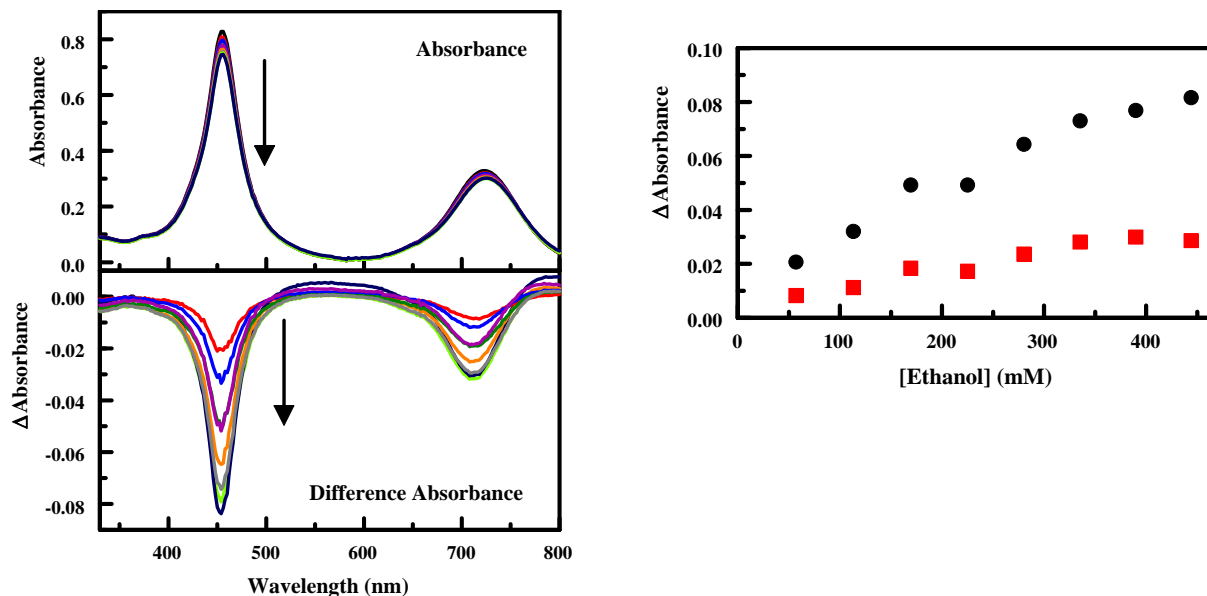 Absorbance
0.8
0.6
0.4
0.2
0.0
Absorbance
0.00
-0.02
-0.04
-0.06
-0.08
Δ Absorbance
Difference Absorbance
400 500 600 700 800
Wavelength (nm)
0.10
0.08
0.06
0.04
0.02
0.00
Δ Absorbance
0 100 200 300 400
[Ethanol] (mM)